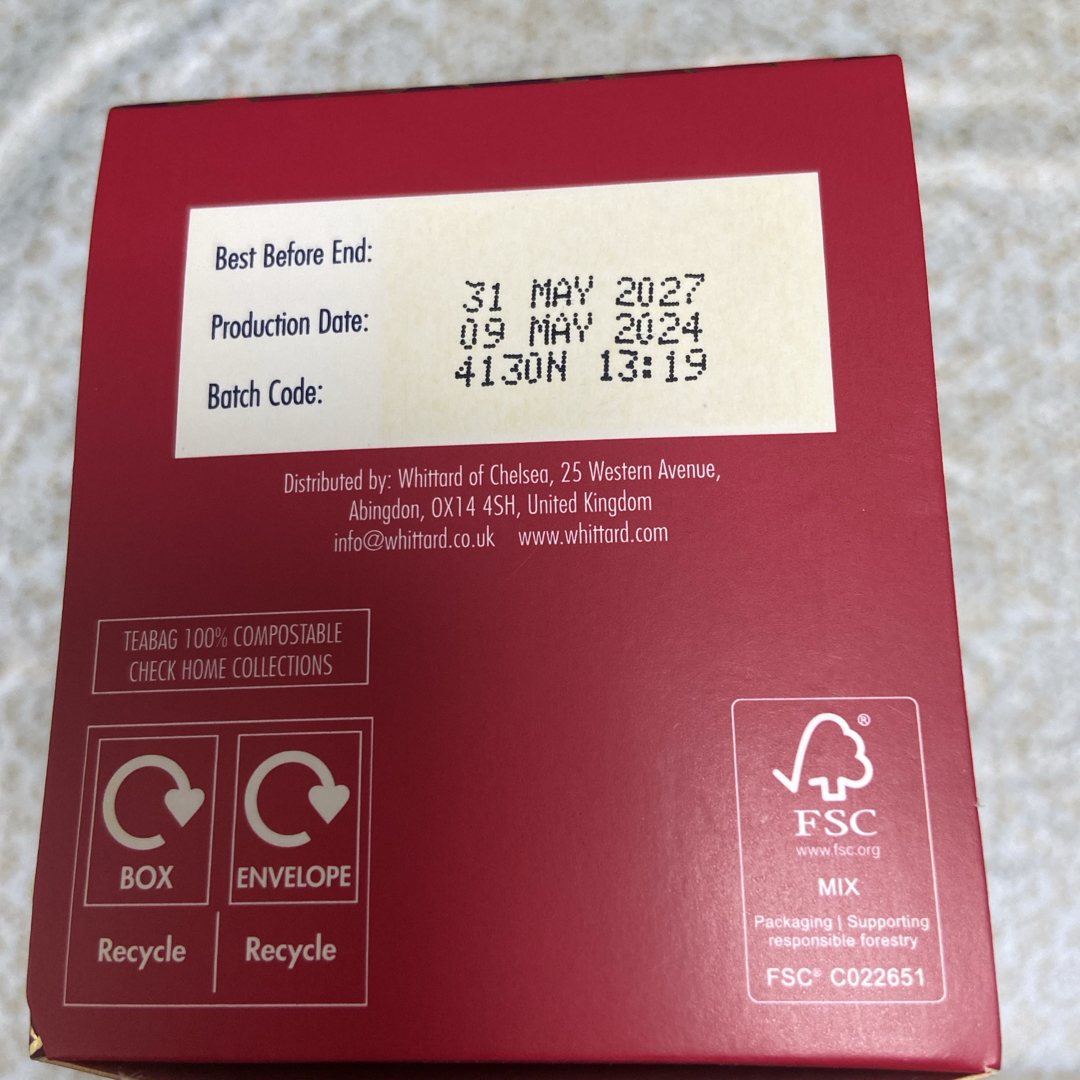 Best Before End:
31 MAY 2027
Production Date:
09 MAY 2024
Batch Code:
4130N 13:19
Distributed by: Whittard of Chelsea, 25 Western Avenue,
Abingdon, OX14 4SH, United Kingdom
info@whittard.co.uk www.whittard.com
TEABAG 100% COMPOSTABLE
CHECK HOME COLLECTIONS
BOX
Recycle
ENVELOPE
Recycle
®
FSC
www.fsc.org
MIX
Packaging | Supporting
responsible forestry
FSC® C022651